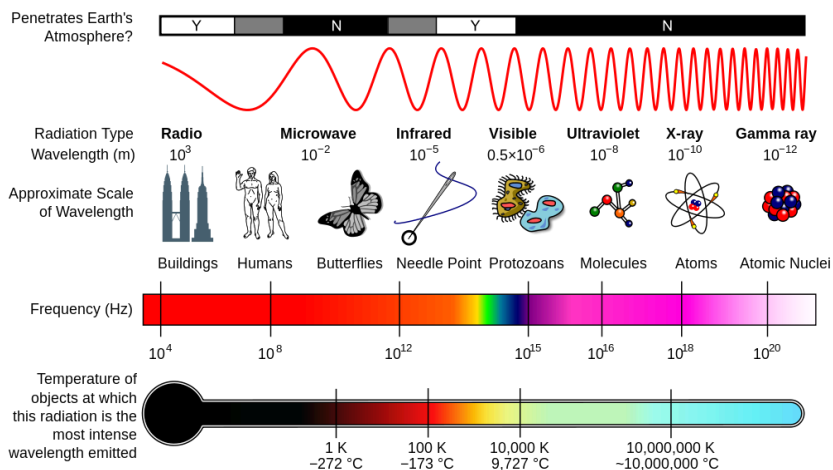 Penetrates Earth's
Atmosphere?
Y N Y N
Radiation Type Radio Microwave Infrared Visible Ultraviolet X-ray Gamma ray
Wavelength (m) 10³ 10⁻² 10⁻⁵ 0.5×10⁻⁶ 10⁻⁸ 10⁻¹⁰ 10⁻¹²
Approximate Scale
of Wavelength
Buildings Humans Butterflies Needle Point Protozoans Molecules Atoms Atomic Nuclei
Frequency (Hz)
10⁴ 10⁸ 10¹² 10¹⁵ 10¹⁶ 10¹⁸ 10²⁰
Temperature of
objects at which
this radiation is the
most intense
wavelength emitted
1 K 100 K 10,000 K 10,000,000 K
−272 °C −173 °C 9,727 °C ~10,000,000 °C